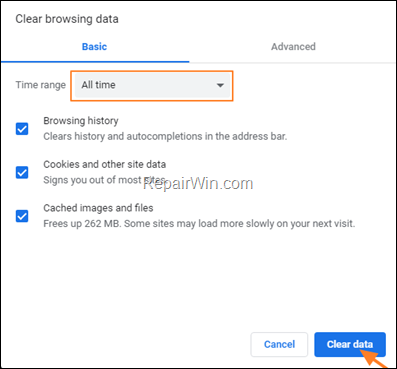 Clear browsing data
Basic
Advanced
Time range
All time
Browsing history
Clears history and autocompletions in the address bar.
Cookies and other site data
Signs you out of most sites.
RepairWin.com
Cached images and files
Frees up 262 MB. Some sites may load more slowly on your next visit.
Cancel
Clear data